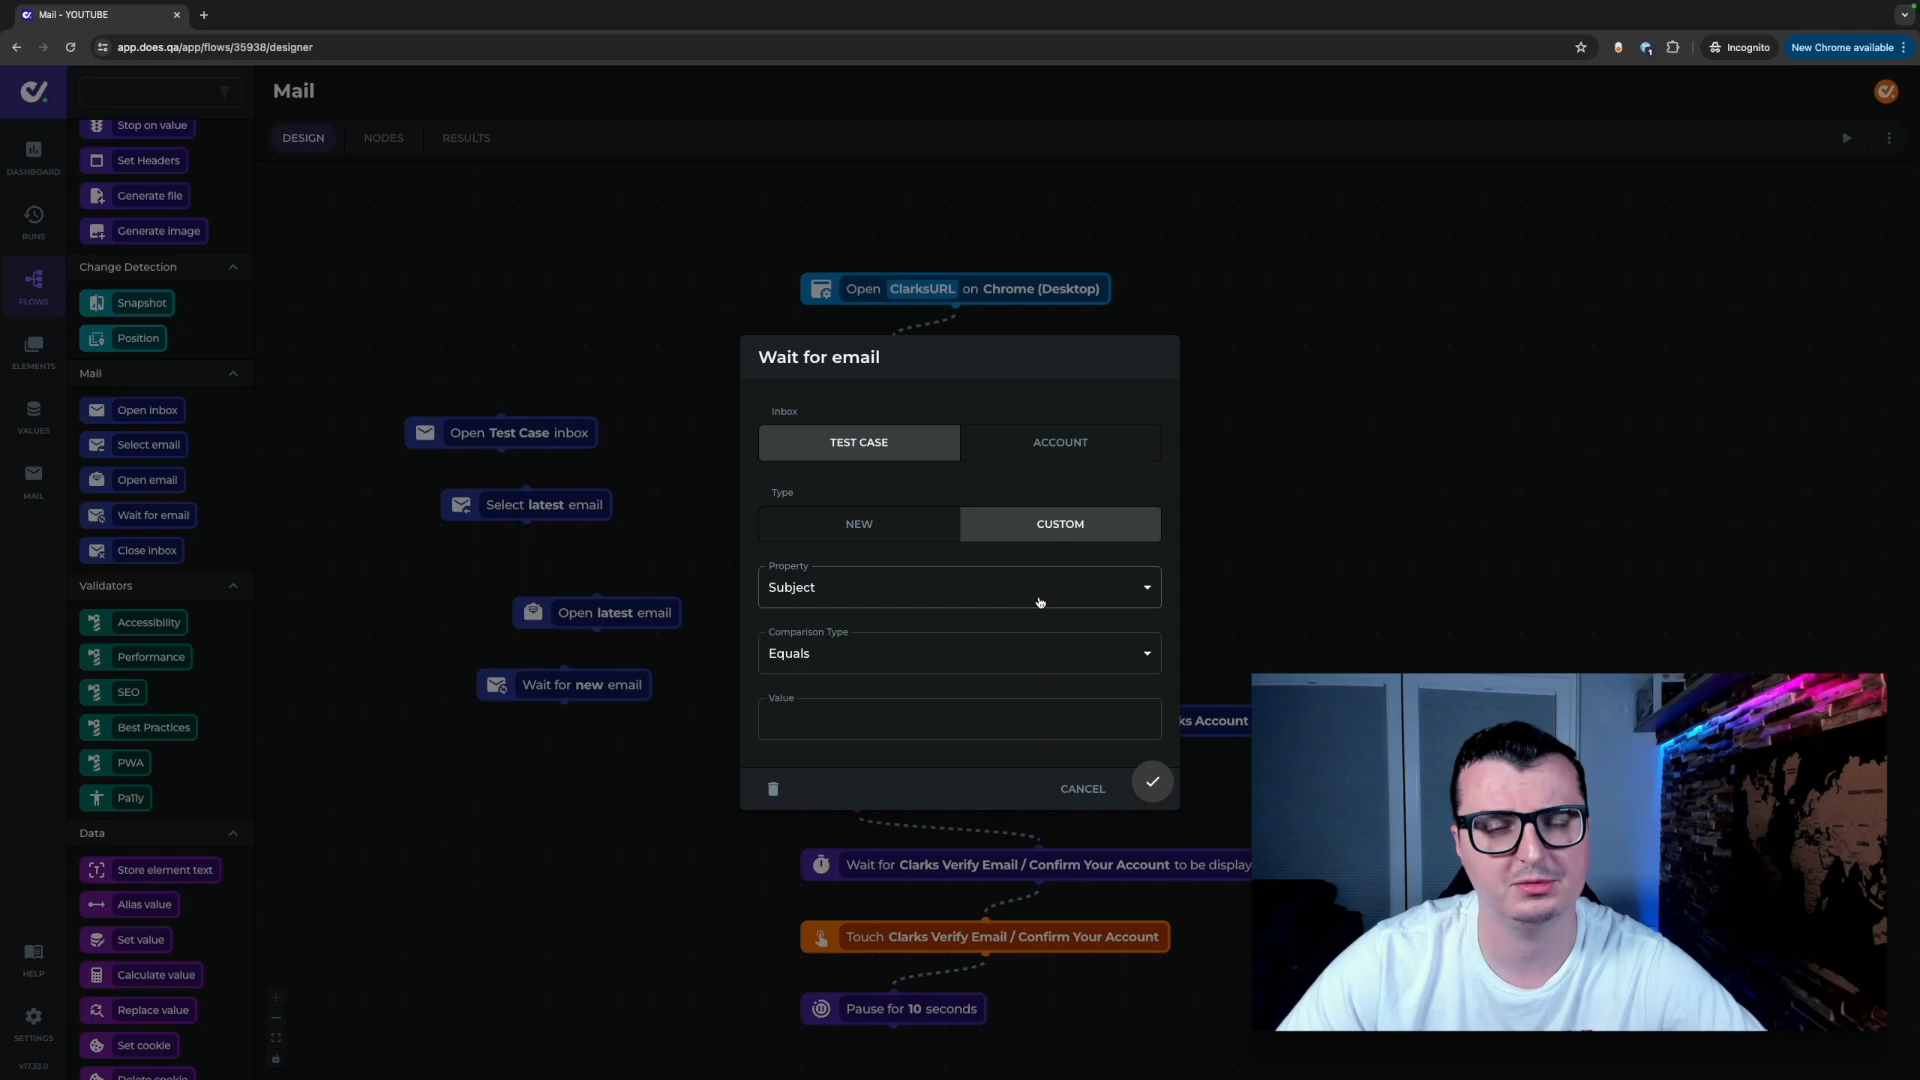 Mail - YOUTUBE
app.does.qa/app/flows/35938/designer
Incognito
New Chrome available
Mail
DESIGN
NODES
RESULTS
DASHBOARD
RUNS
FLOWS
ELEMENTS
VALUES
MAIL
HELP
SETTINGS
v17.33.0
Stop on value
Set Headers
Generate file
Generate image
Change Detection
Snapshot
Position
Mail
Open inbox
Select email
Open email
Wait for email
Close inbox
Validators
Accessibility
Performance
SEO
Best Practices
PWA
Pa11y
Data
Store element text
Alias value
Set value
Calculate value
Replace value
Set cookie
Delete cookie
Open ClarksURL on Chrome (Desktop)
Open Test Case inbox
Select latest email
Open latest email
Wait for new email
Wait for email
Inbox
TEST CASE
ACCOUNT
Type
NEW
CUSTOM
Property
Subject
Comparison Type
Equals
Value
CANCEL
ks Account
Wait for Clarks Verify Email / Confirm Your Account to be display
Touch Clarks Verify Email / Confirm Your Account
Pause for 10 seconds